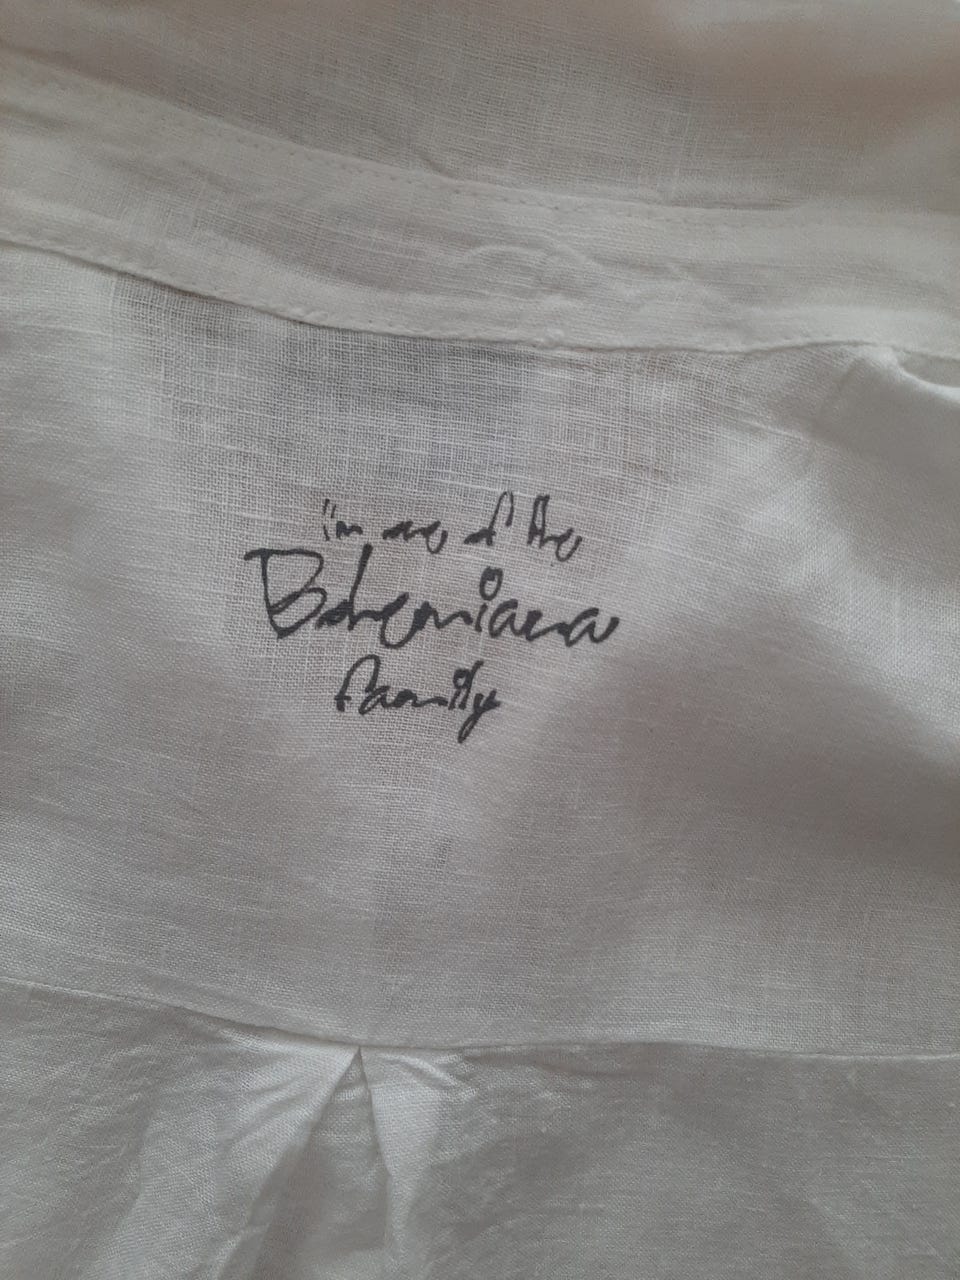 i'm one of the
Bohemiana
family